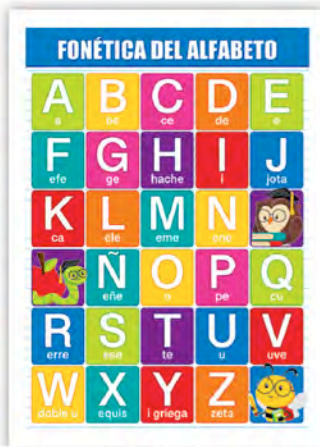 FONÉTICA DEL ALFABETO
A B C D E
a be ce de e
F G H I J
efe ge hache i jota
K L M N
ca ele eme ene
Ñ O P Q
eñe o pe cu
R S T U V
erre ese te u uve
W X Y Z
doble u equis i griega zeta